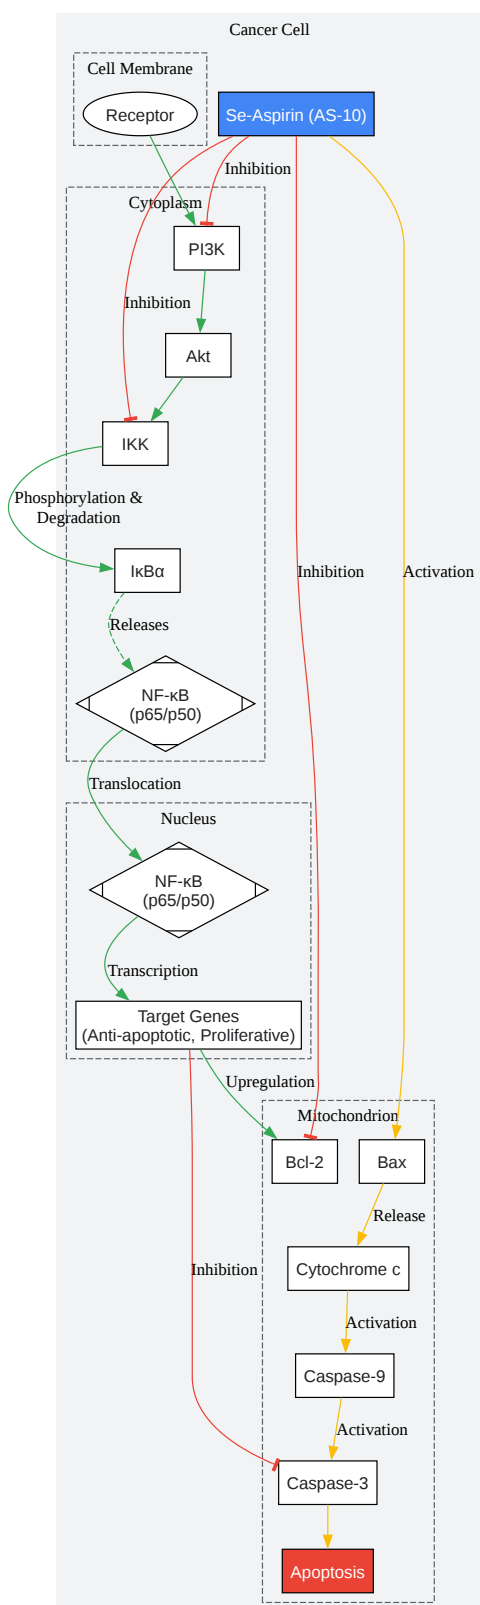 Cancer Cell
Cell Membrane
Receptor
Se-Aspirin (AS-10)
Inhibition
Cytoplasm
PI3K
Inhibition
Akt
IKK
Phosphorylation &
Degradation
Inhibition
Activation
IκBα
Releases
NF-κB
(p65/p50)
Translocation
Nucleus
NF-κB
(p65/p50)
Transcription
Target Genes
(Anti-apoptotic, Proliferative)
Upregulation
Mitochondrion
Bcl-2
Bax
Release
Inhibition
Cytochrome c
Activation
Caspase-9
Activation
Caspase-3
Apoptosis